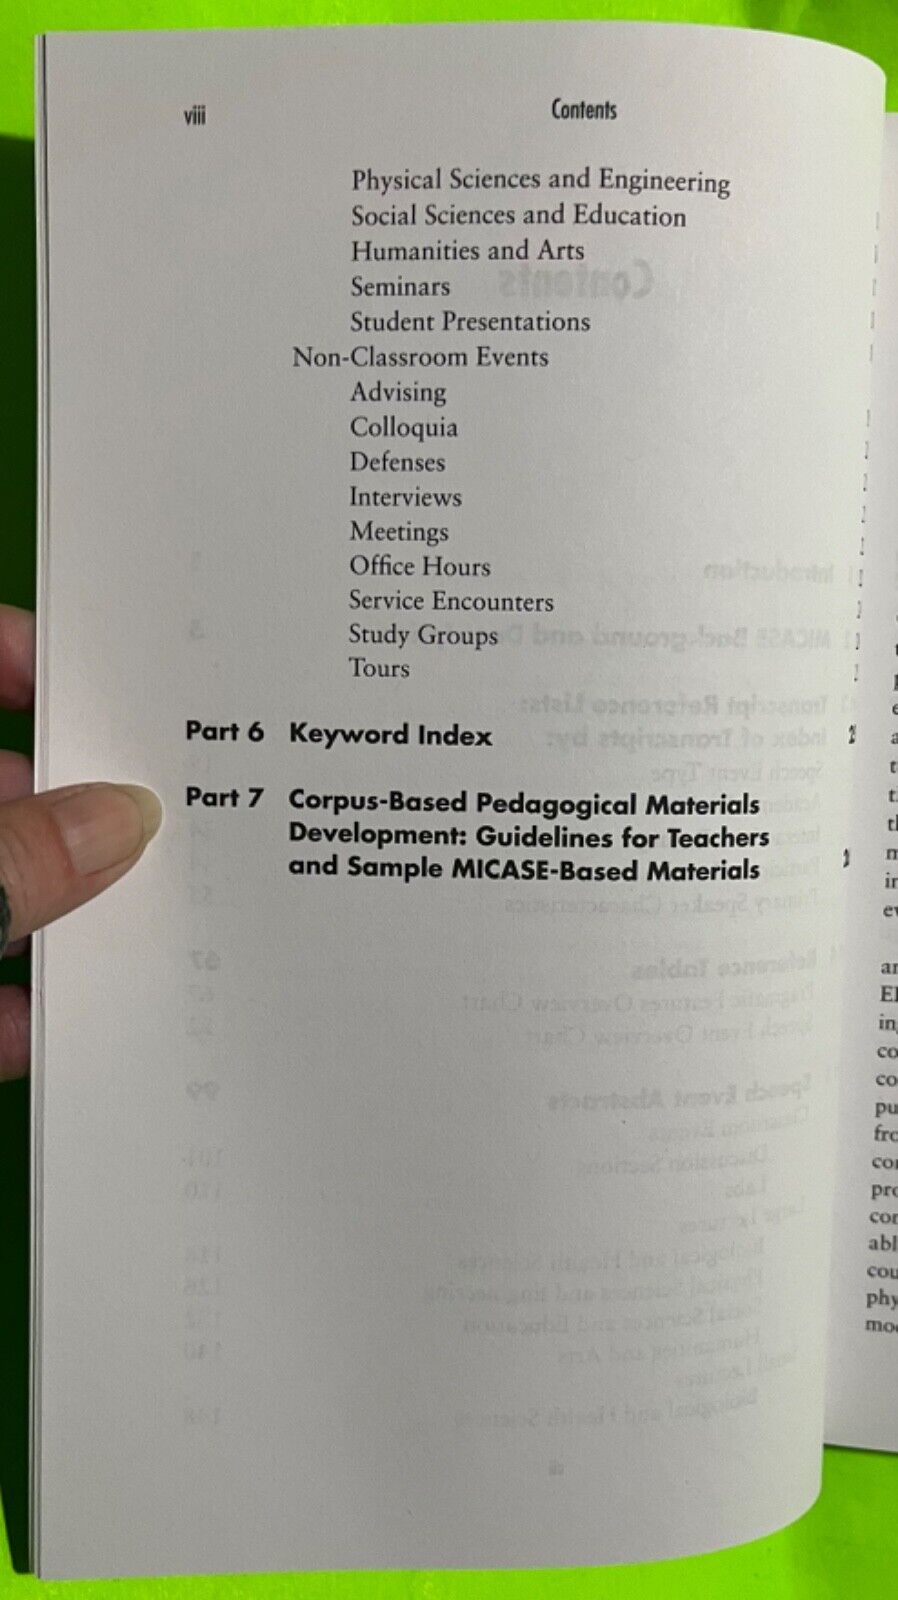 viii Contents
Physical Sciences and Engineering
Social Sciences and Education
Humanities and Arts
Seminars
Student Presentations
Non-Classroom Events
Advising
Colloquia
Defenses
Interviews
Meetings
Office Hours
Service Encounters
Study Groups
Tours
Part 6 Keyword Index
Part 7 Corpus-Based Pedagogical Materials
Development: Guidelines for Teachers
and Sample MICASE-Based Materials